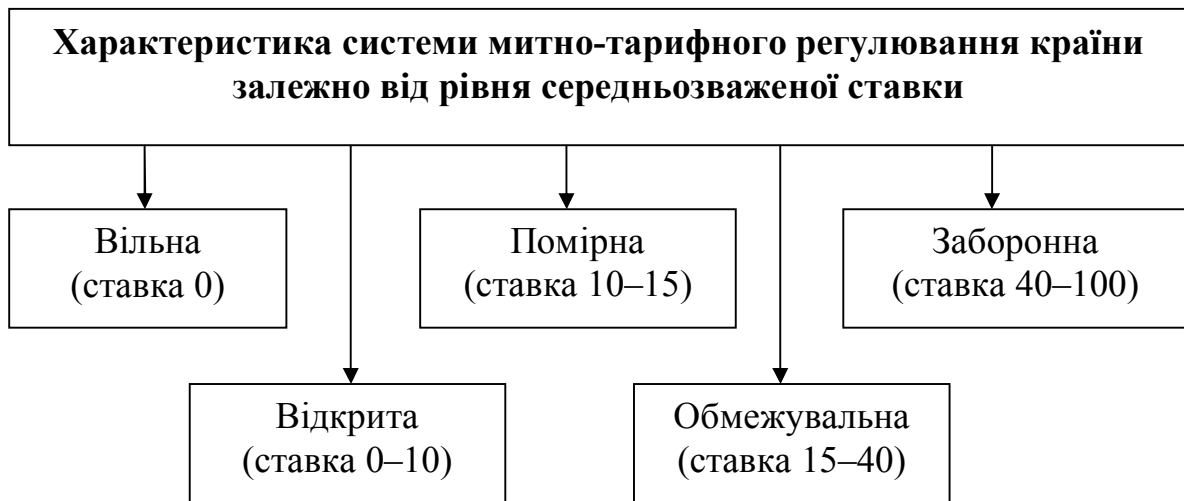 Характеристика системи митно-тарифного регулювання країни
залежно від рівня середньозваженої ставки
Вільна
(ставка 0)
Помірна
(ставка 10–15)
Заборонна
(ставка 40–100)
Відкрита
(ставка 0–10)
Обмежувальна
(ставка 15–40)